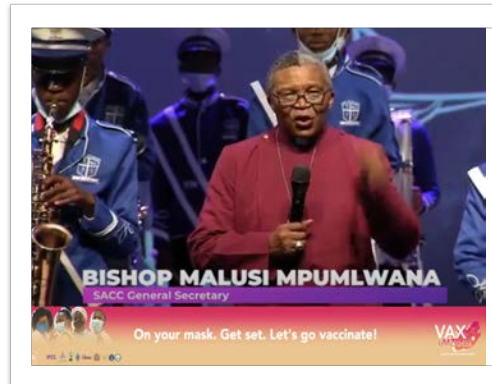 BISHOP MALUSI MPUMLWANA
SACC General Secretary
On your mask. Get set. Let's go vaccinate!
VAX